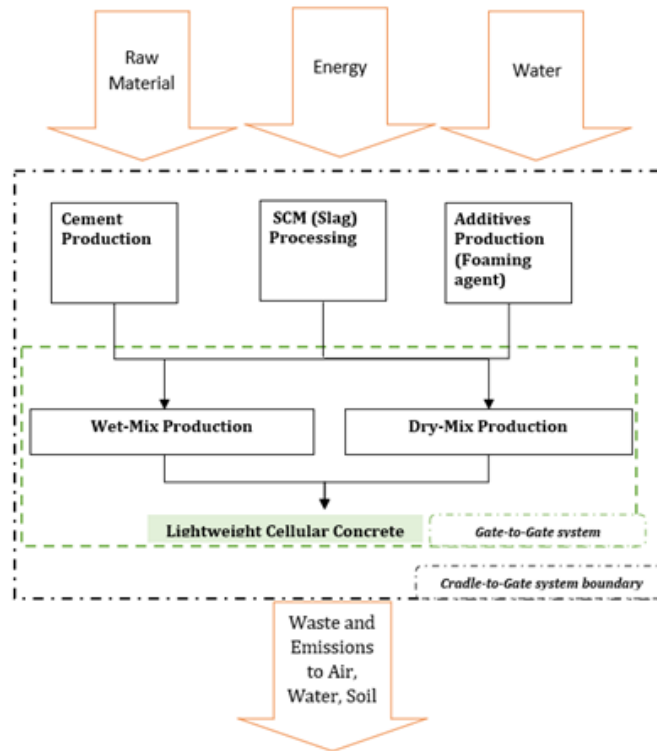 Raw
Material
Energy
Water
Cement
Production
SCM (Slag)
Processing
Additives
Production
(Foaming
agent)
Wet-Mix Production
Dry-Mix Production
Lightweight Cellular Concrete
Gate-to-Gate system
Cradle-to-Gate system boundary
Waste and
Emissions
to Air,
Water, Soil